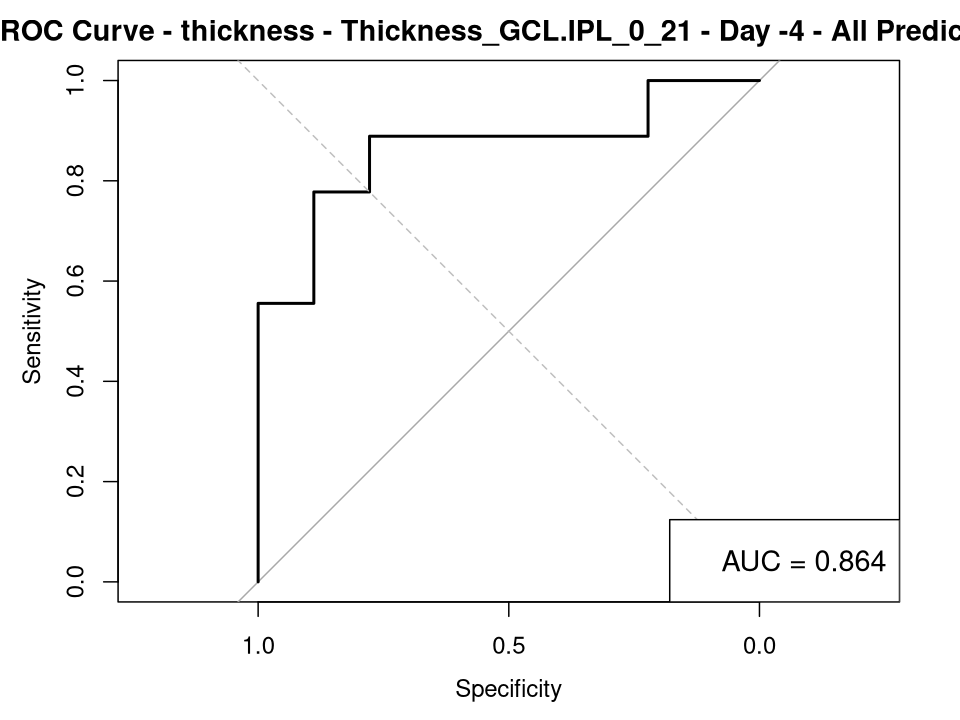 ROC Curve - thickness - Thickness_GCL.IPL_0_21 - Day -4 - All Predic
1.0
0.8
0.6
0.4
0.2
0.0
Sensitivity
AUC = 0.864
1.0 0.5 0.0
Specificity